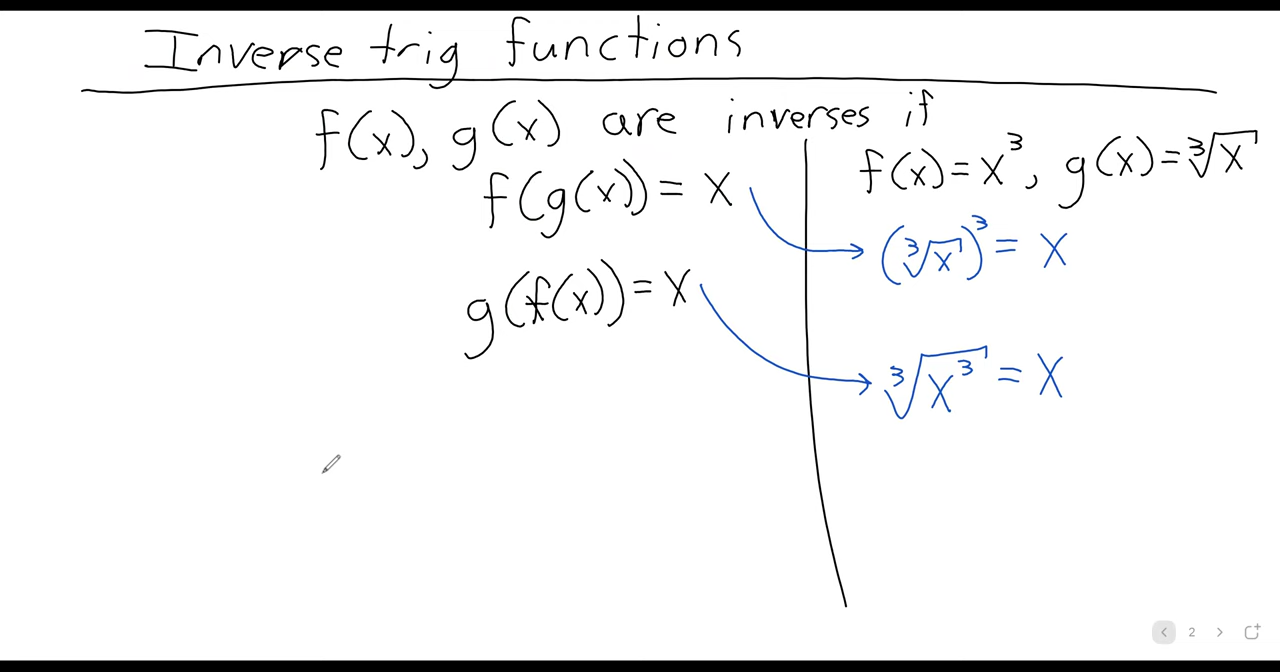 Inverse trig functions
f(x), g(x) are inverses if
f(g(x)) = x
g(f(x)) = x
f(x) = x³, g(x) = ∛x
(∛x)³ = x
∛x³ = x
2